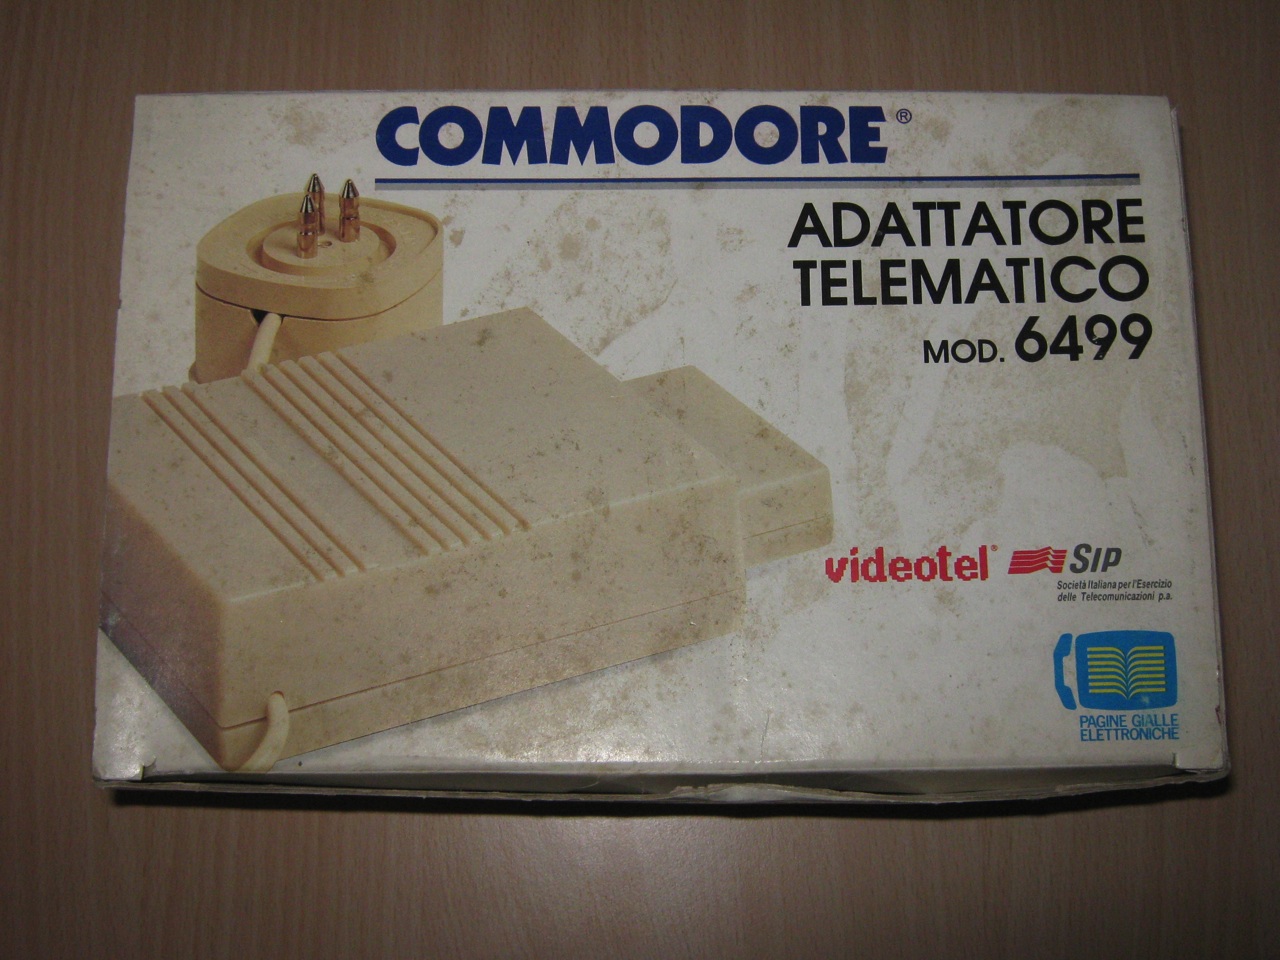 COMMODORE®
ADATTATORE
TELEMATICO
MOD. 6499
videotel®
SIP
Società Italiana per l'Esercizio
delle Telecomunicazioni p.a.
PAGINE GIALLE
ELETTRONICHE